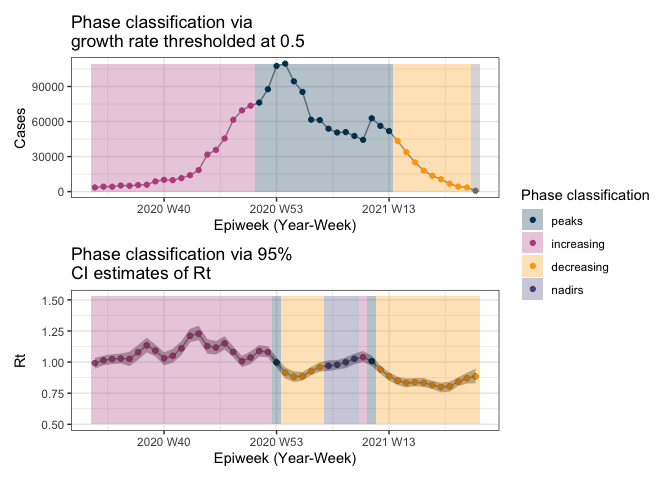 Phase classification via
growth rate thresholded at 0.5
Cases
90000
60000
30000
0
2020 W40
2020 W53
2021 W13
Epiweek (Year-Week)
Phase classification via 95%
CI estimates of Rt
Rt
1.50
1.25
1.00
0.75
0.50
2020 W40
2020 W53
2021 W13
Epiweek (Year-Week)
Phase classification
peaks
increasing
decreasing
nadirs